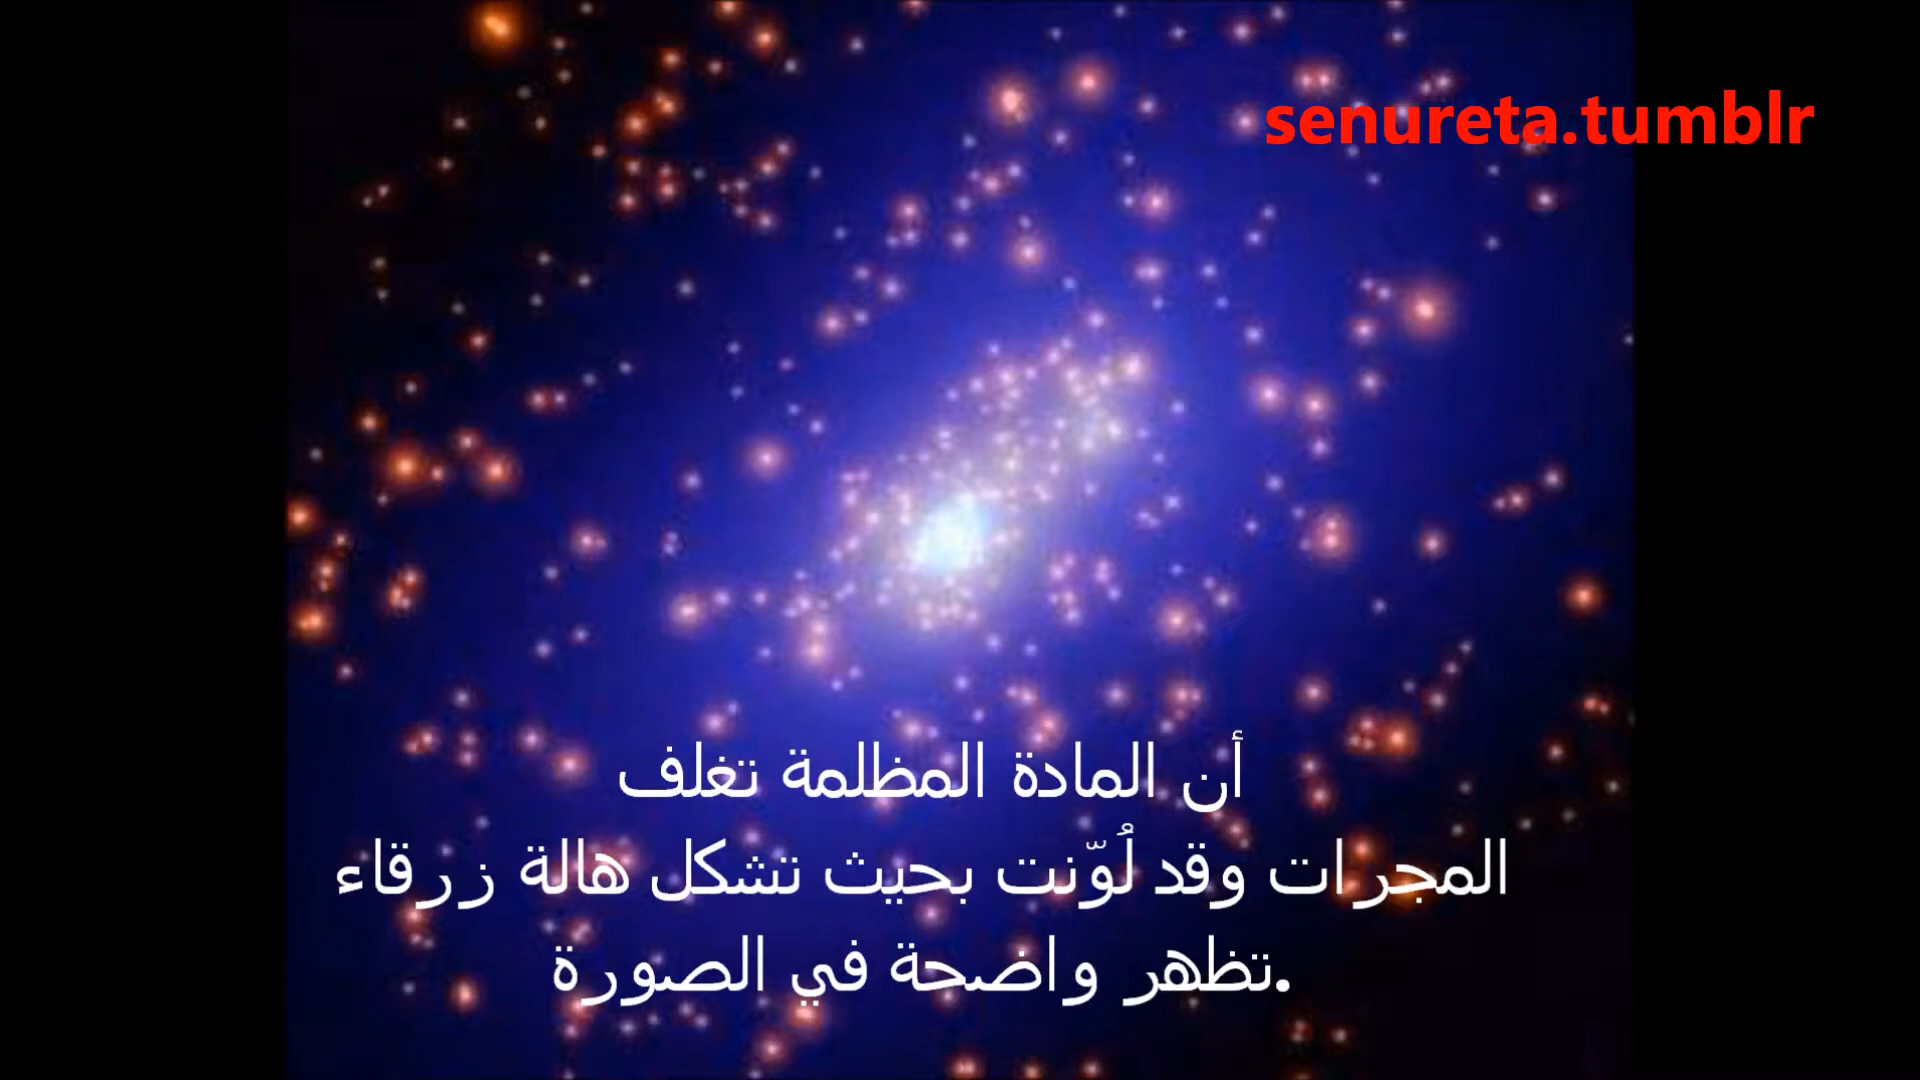 senureta.tumblr
أن المادة المظلمة تغلف
المجرات وقد لُوّنت بحيث تشكل هالة زرقاء
تظهر واضحة في الصورة.